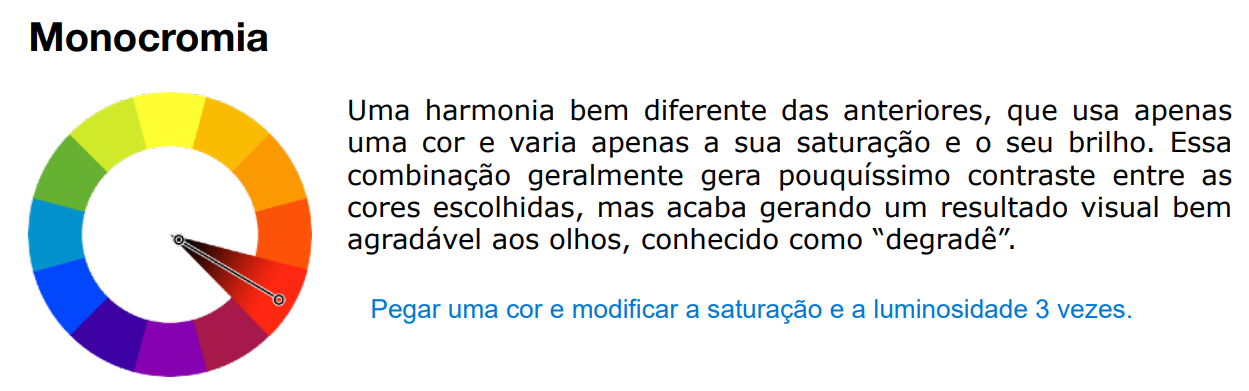 Monocromia
Uma harmonia bem diferente das anteriores, que usa apenas
uma cor e varia apenas a sua saturação e o seu brilho. Essa
combinação geralmente gera pouquíssimo contraste entre as
cores escolhidas, mas acaba gerando um resultado visual bem
agradável aos olhos, conhecido como “degradê”.
Pegar uma cor e modificar a saturação e a luminosidade 3 vezes.